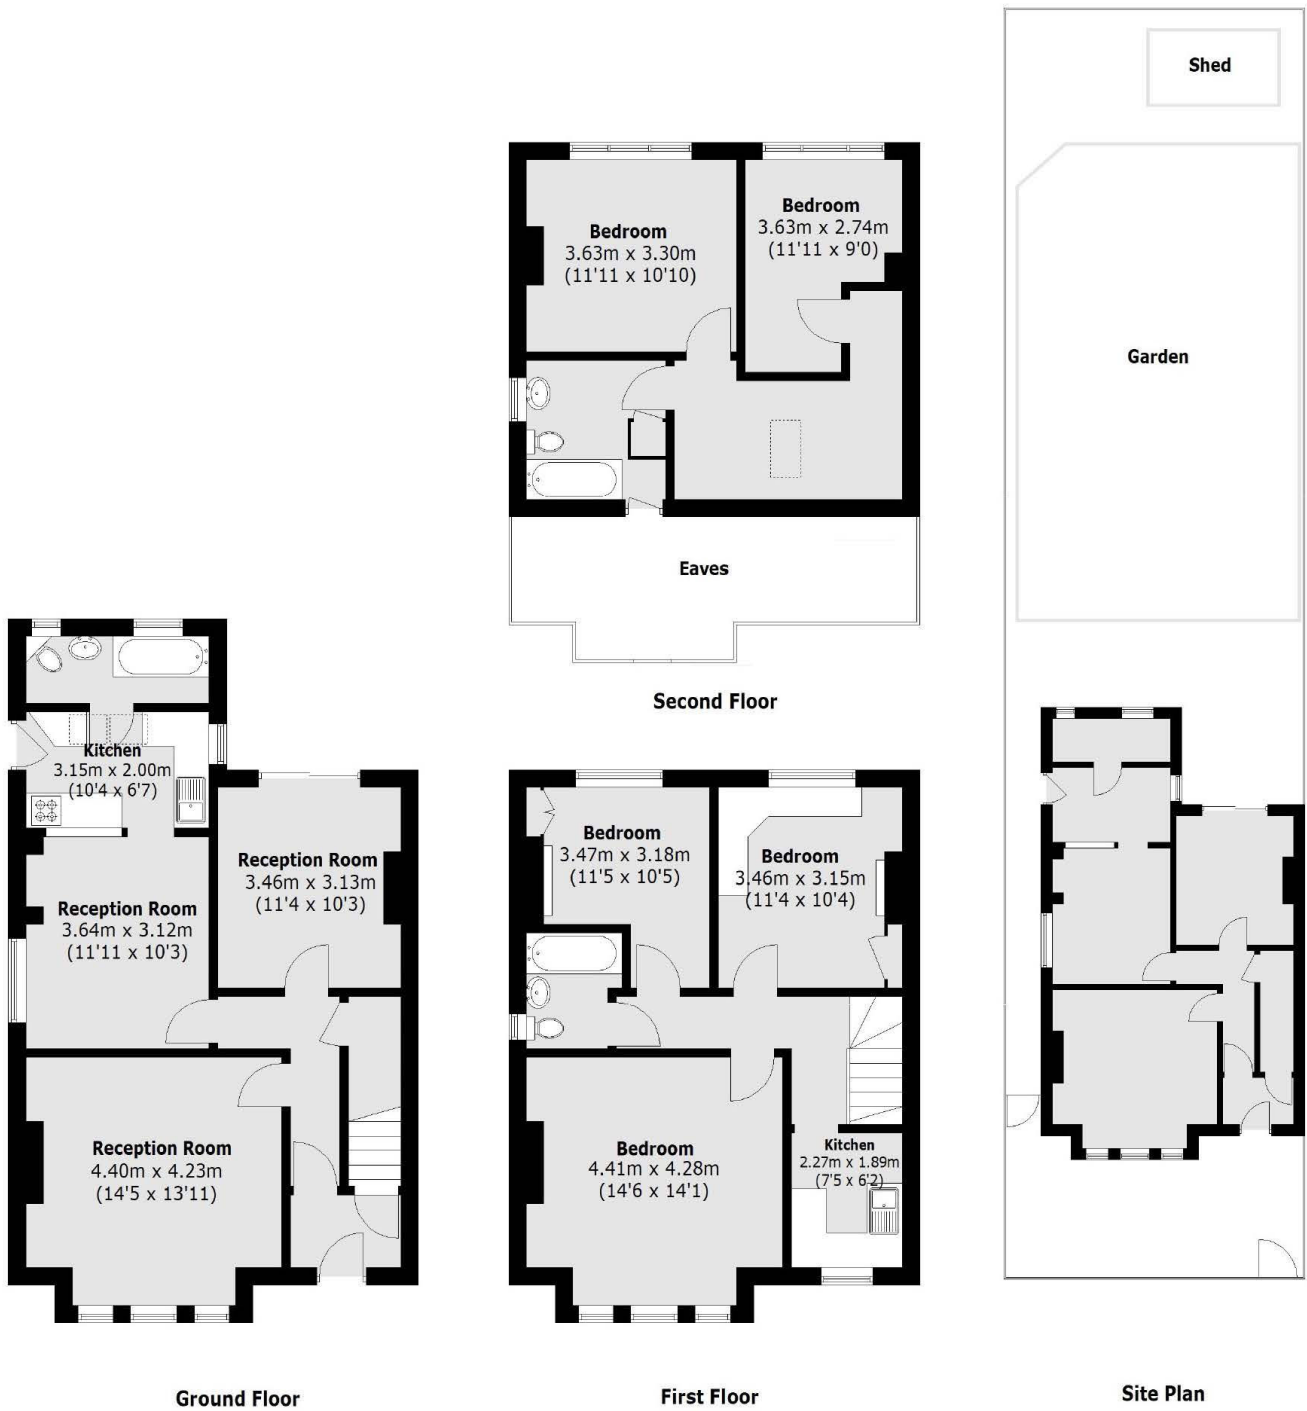 Shed
Garden
Bedroom
3.63m x 3.30m
(11'11 x 10'10)
Bedroom
3.63m x 2.74m
(11'11 x 9'0)
Eaves
Second Floor
Kitchen
3.15m x 2.00m
(10'4 x 6'7)
Reception Room
3.46m x 3.13m
(11'4 x 10'3)
Reception Room
3.64m x 3.12m
(11'11 x 10'3)
Reception Room
4.40m x 4.23m
(14'5 x 13'11)
Ground Floor
Bedroom
3.47m x 3.18m
(11'5 x 10'5)
Bedroom
3.46m x 3.15m
(11'4 x 10'4)
Bedroom
4.41m x 4.28m
(14'6 x 14'1)
Kitchen
2.27m x 1.89m
(7'5 x 6'2)
First Floor
Site Plan